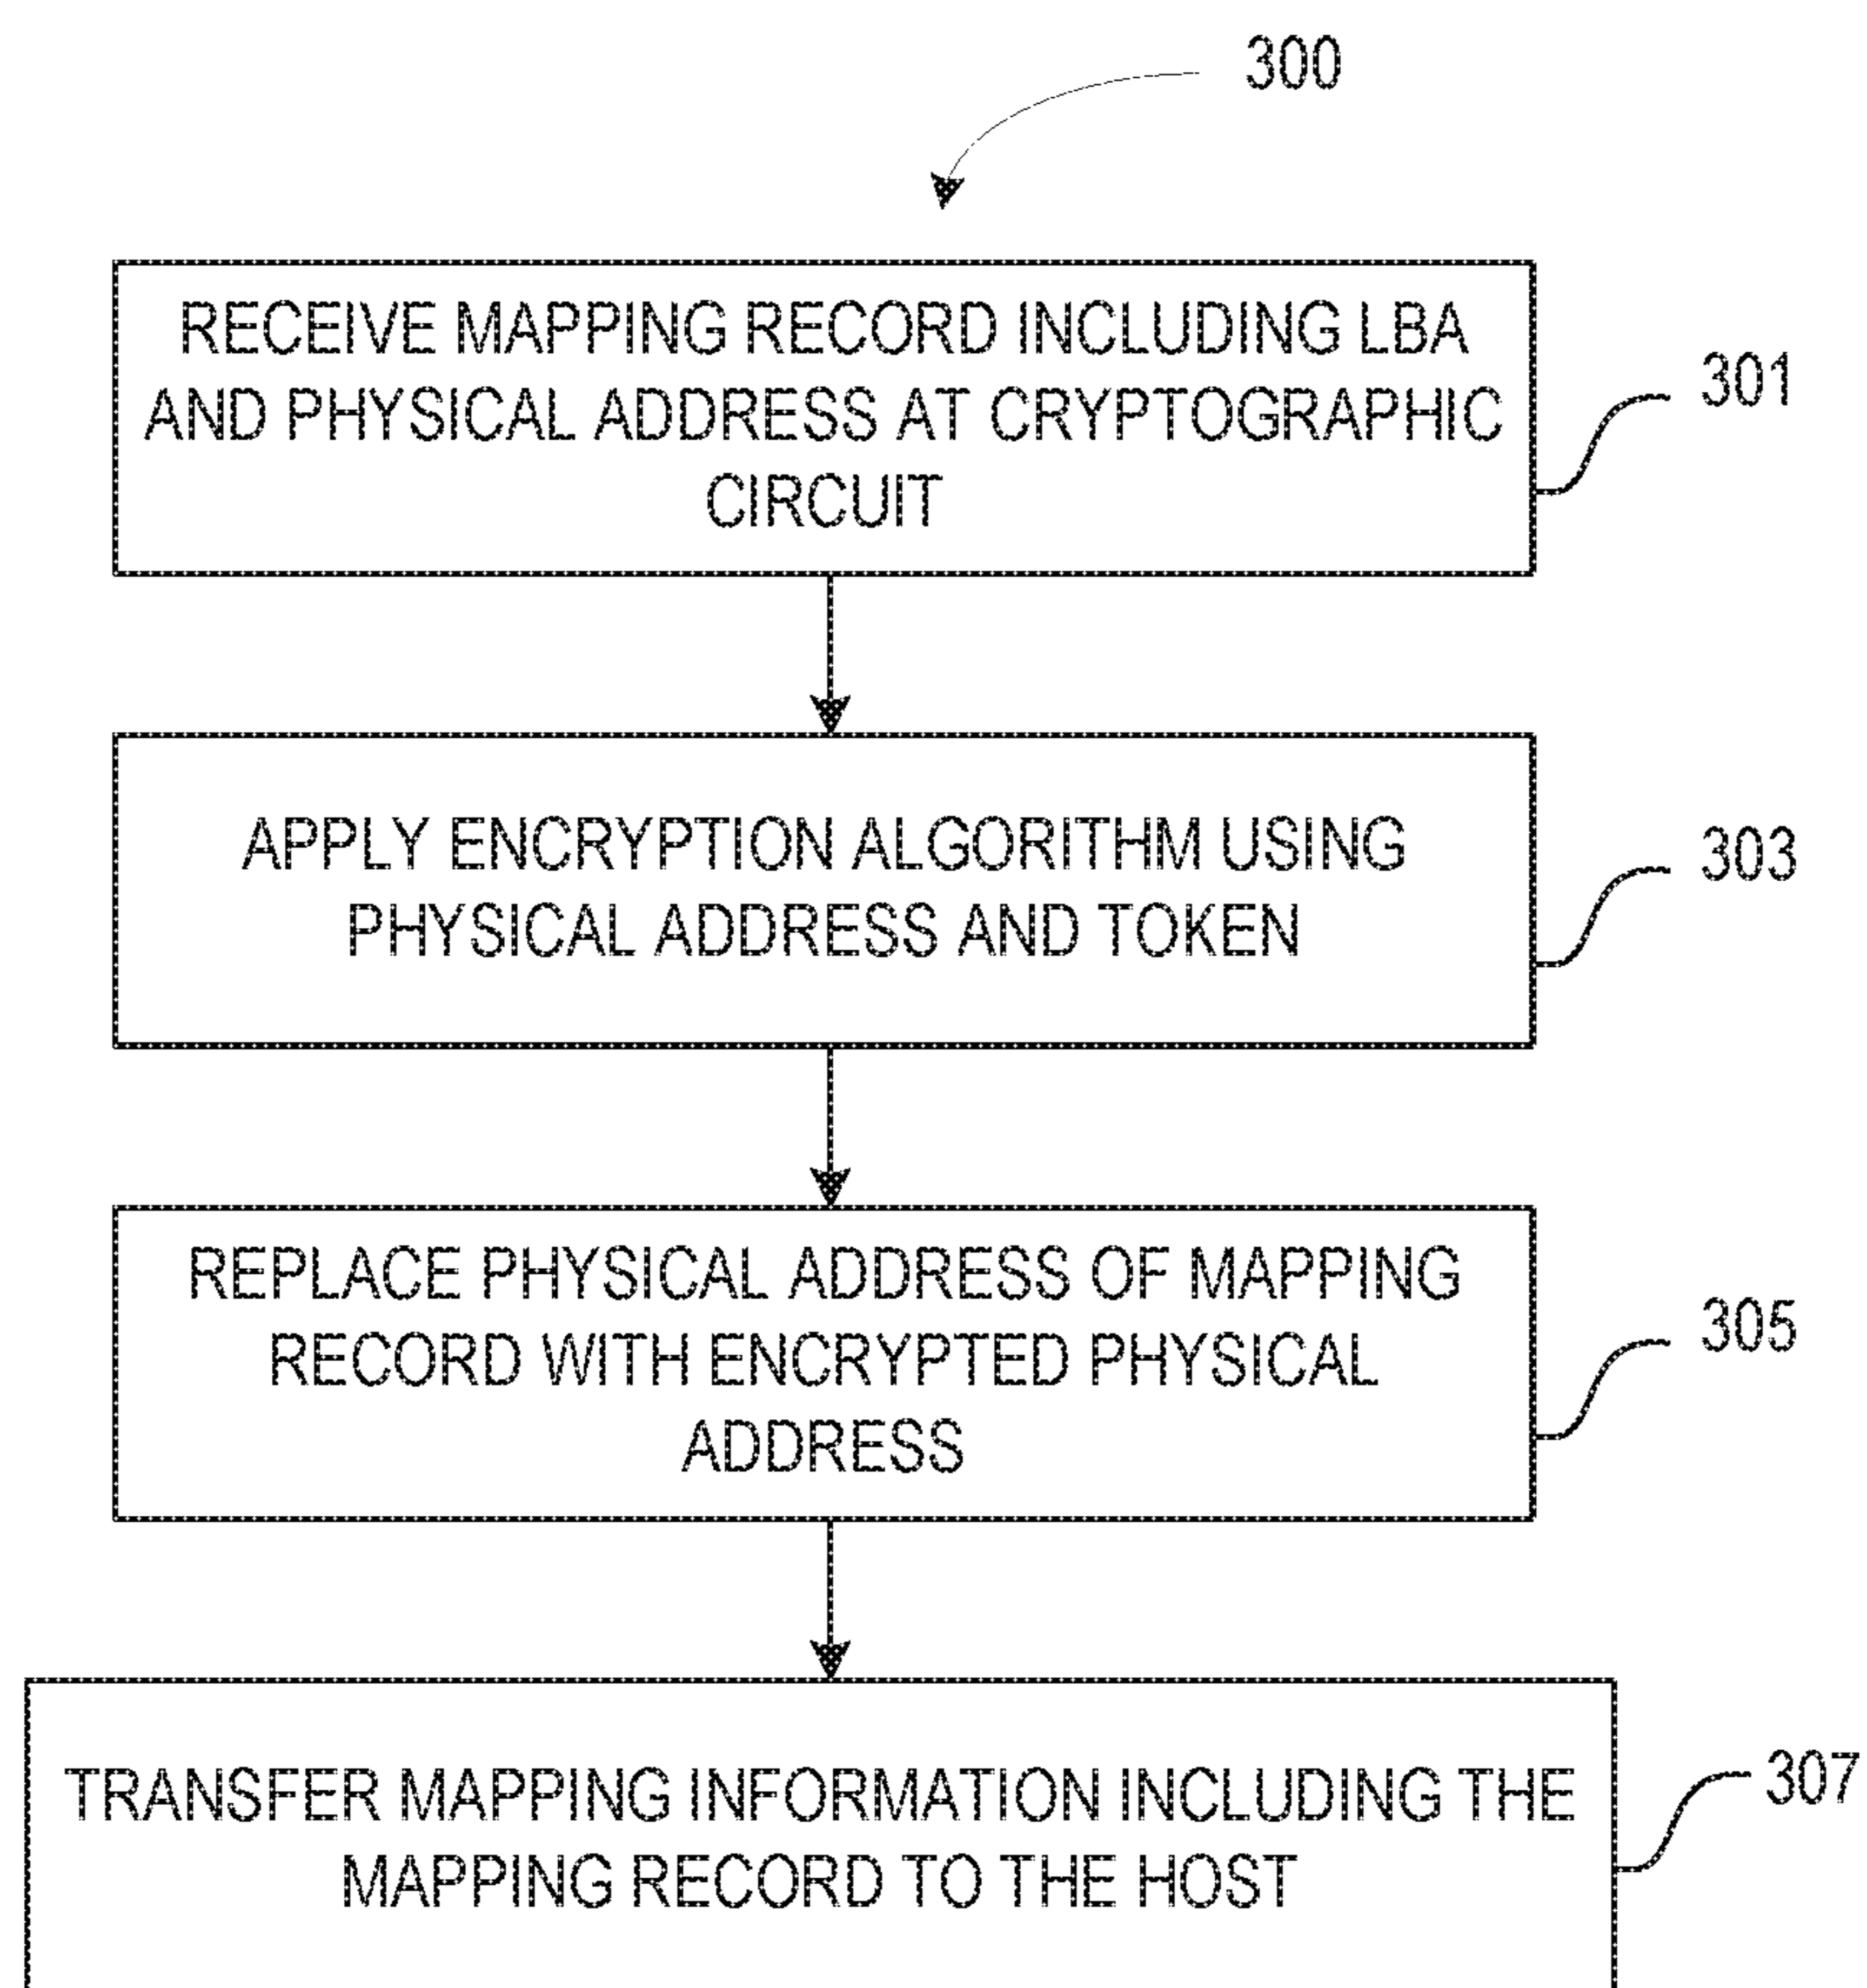 300
RECEIVE MAPPING RECORD INCLUDING LBA
AND PHYSICAL ADDRESS AT CRYPTOGRAPHIC
CIRCUIT
301
APPLY ENCRYPTION ALGORITHM USING
PHYSICAL ADDRESS AND TOKEN
303
REPLACE PHYSICAL ADDRESS OF MAPPING
RECORD WITH ENCRYPTED PHYSICAL
ADDRESS
305
TRANSFER MAPPING INFORMATION INCLUDING THE
MAPPING RECORD TO THE HOST
307